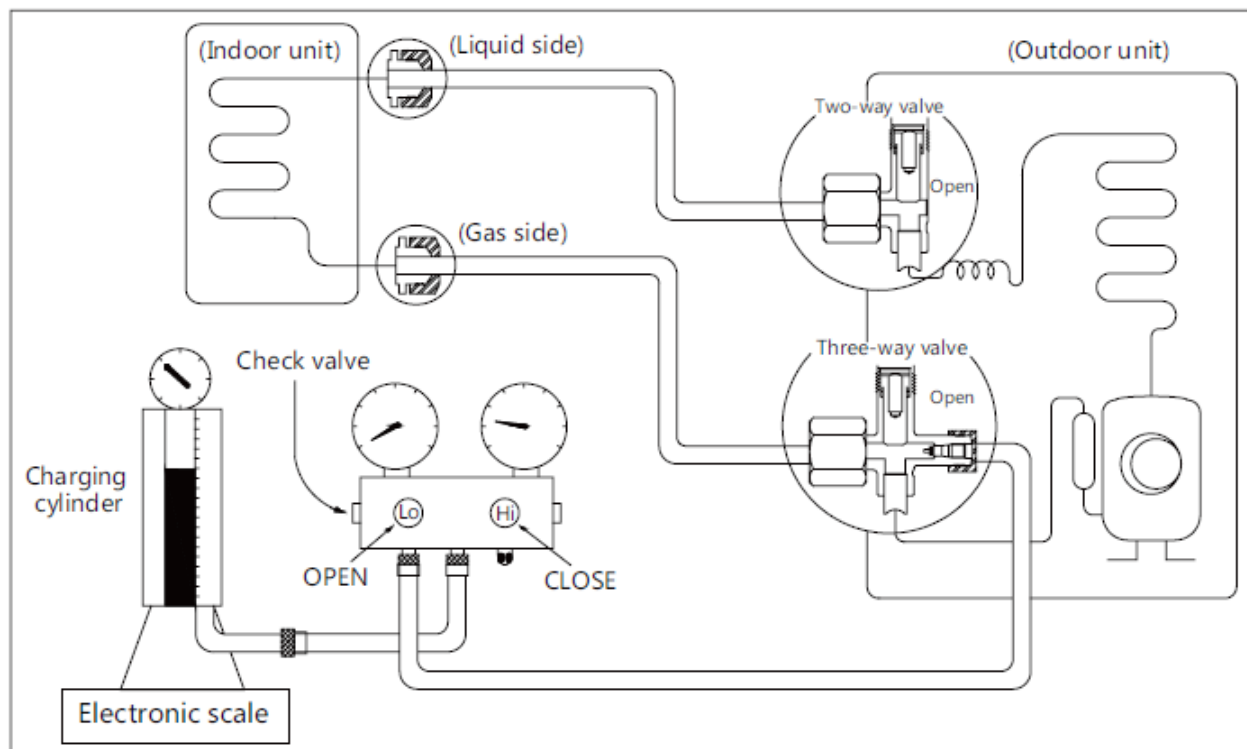 (Indoor unit)
(Liquid side)
(Outdoor unit)
Two-way valve
Open
(Gas side)
Three-way valve
Open
Check valve
Charging
cylinder
Lo
Hi
OPEN
CLOSE
Electronic scale